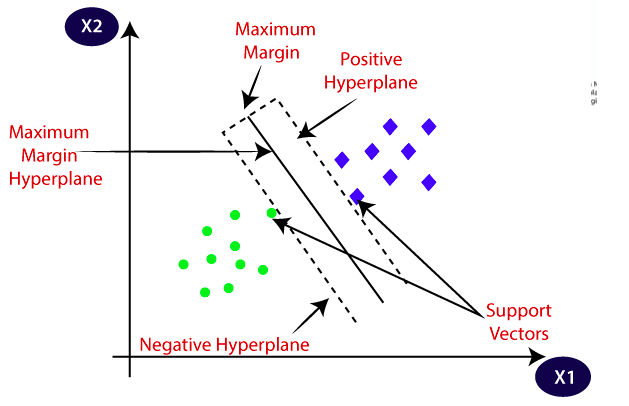 X2
Maximum
Margin
Positive
Hyperplane
Maximum
Margin
Hyperplane
Support
Vectors
Negative Hyperplane
X1